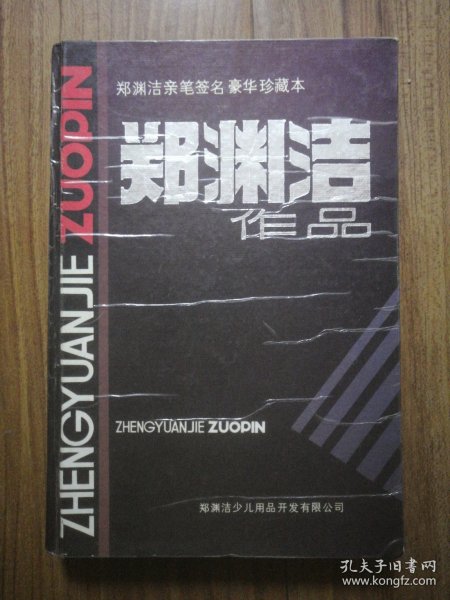 郑渊洁亲笔签名豪华珍藏本
郑渊洁
作品
ZHENGYUANJIE ZUOPIN
ZHENGYUANJIE ZUOPIN
郑渊洁少儿用品开发有限公司
孔夫子旧书网
www.kongfz.com